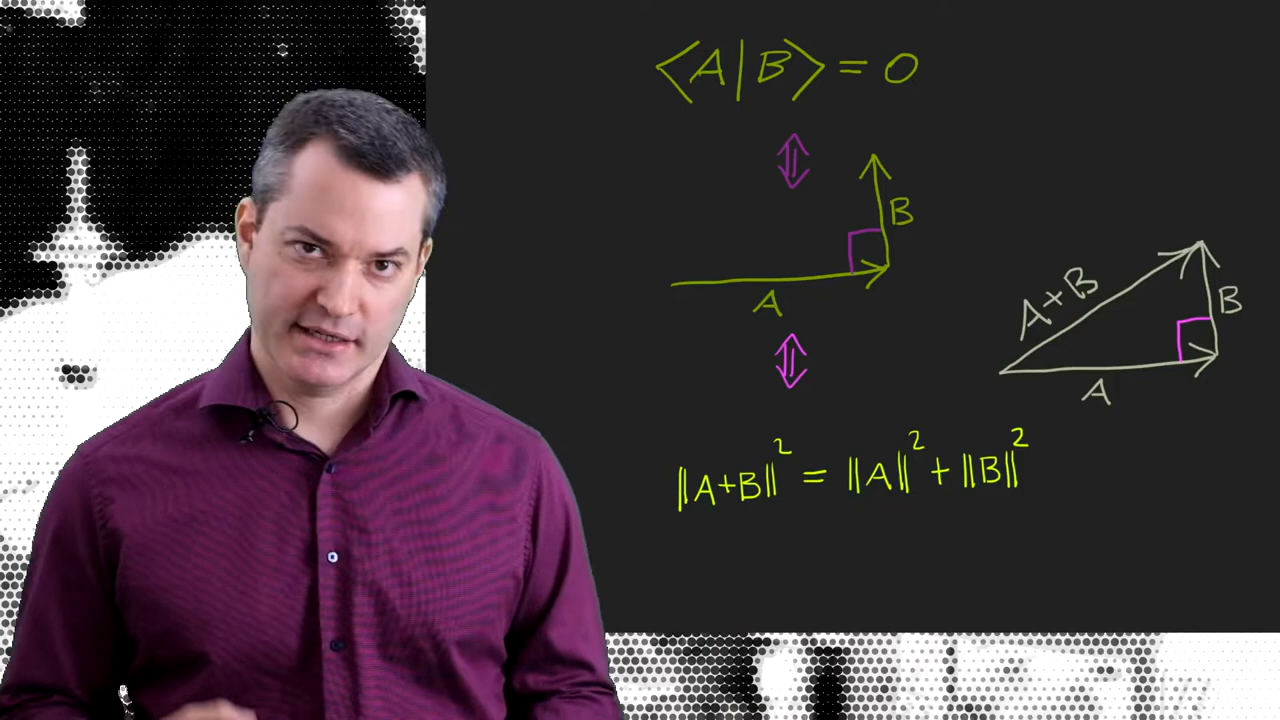 ⟨A|B⟩ = 0
B
A
A+B
B
A
‖A+B‖² = ‖A‖² + ‖B‖²